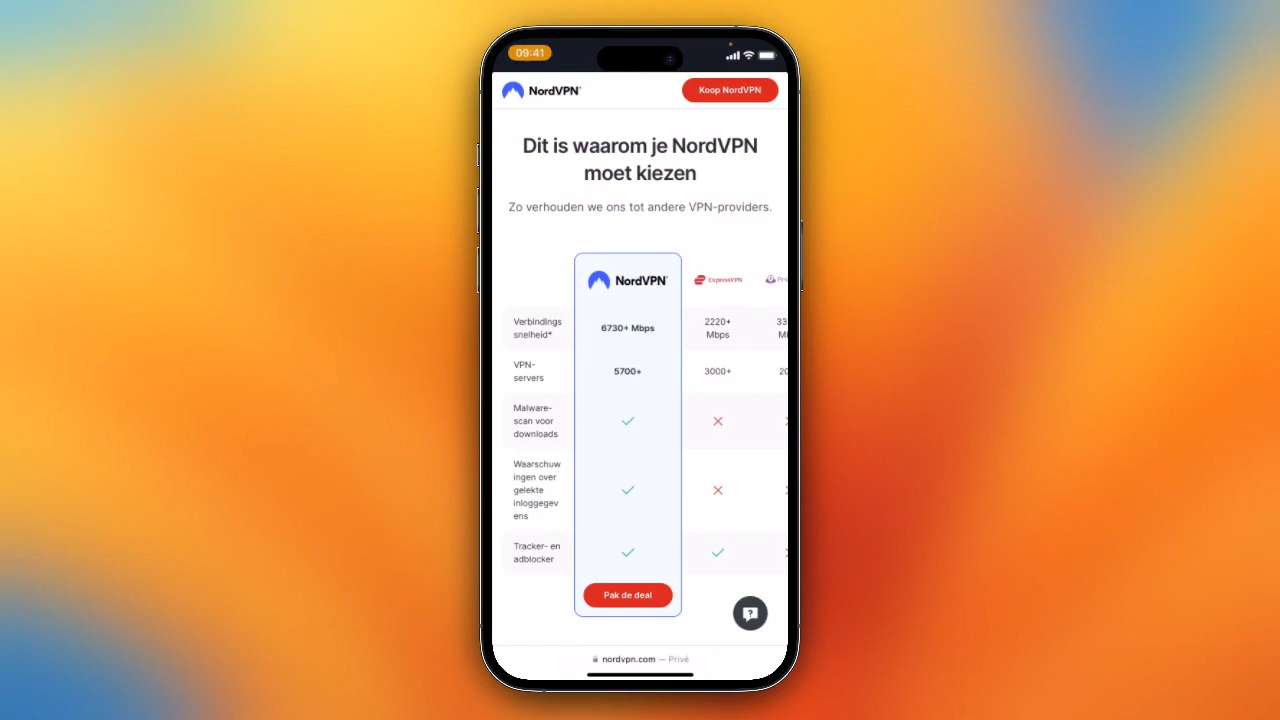 09:41
NordVPN®
Koop NordVPN
Dit is waarom je NordVPN
moet kiezen
Zo verhouden we ons tot andere VPN-providers.
NordVPN®
ExpressVPN
Verbindings
snelheid*
6730+ Mbps
2220+
Mbps
VPN-
servers
5700+
3000+
Malware-
scan voor
downloads
Waarschuw
ingen over
gelekte
inloggegev
ens
Tracker- en
adblocker
Pak de deal
nordvpn.com — Privé